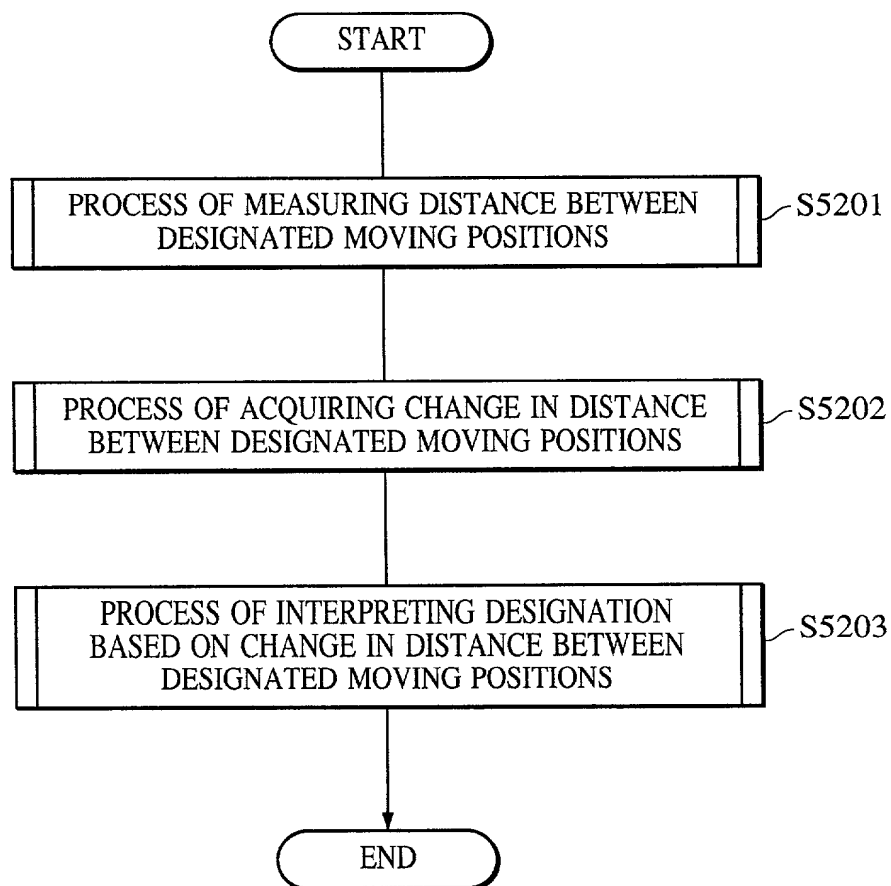 START
PROCESS OF MEASURING DISTANCE BETWEEN
DESIGNATED MOVING POSITIONS
S5201
PROCESS OF ACQUIRING CHANGE IN DISTANCE
BETWEEN DESIGNATED MOVING POSITIONS
S5202
PROCESS OF INTERPRETING DESIGNATION
BASED ON CHANGE IN DISTANCE BETWEEN
DESIGNATED MOVING POSITIONS
S5203
END